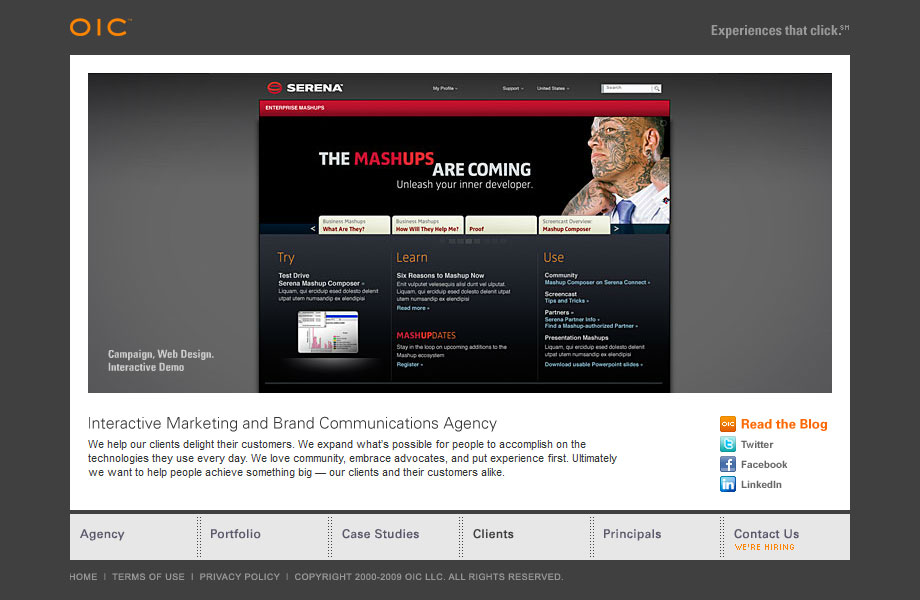 OIC™
Experiences that click.℠
SERENA
My Profile
Support
United States
Search
ENTERPRISE MASHUPS
THE MASHUPS ARE COMING
Unleash your inner developer.
Business Mashups
What Are They?
Business Mashups
How Will They Help Me?
Proof
Screencast Overview:
Mashup Composer
Try
Test Drive
Serena Mashup Composer »
Liquam, qui erciduip esed dolesto delenit
utpat utem numsandip ex elendipisi
Learn
Six Reasons to Mashup Now
Enit vulputet velesequis alisi dunt vel ulputat.
Liquam, qui erciduip esed dolesto delenit
utpat utem numsandip ex elendipisi
Read more »
MASHUPDATES
Stay in the loop on upcoming additions to the
Mashup ecosystem
Register »
Use
Community
Mashup Composer on Serena Connect »
Screencast
Tips and Tricks »
Partners »
Serena Partner Info »
Find a Mashup-authorized Partner »
Presentation Mashups
Liquam, qui erciduip esed dolesto delenit
utpat utem numsandip ex elendipisi
Download usable Powerpoint slides »
Campaign, Web Design.
Interactive Demo
Interactive Marketing and Brand Communications Agency
We help our clients delight their customers. We expand what's possible for people to accomplish on the
technologies they use every day. We love community, embrace advocates, and put experience first. Ultimately
we want to help people achieve something big — our clients and their customers alike.
OIC Read the Blog
Twitter
Facebook
LinkedIn
Agency
Portfolio
Case Studies
Clients
Principals
Contact Us
WE'RE HIRING
HOME | TERMS OF USE | PRIVACY POLICY | COPYRIGHT 2000-2009 OIC LLC. ALL RIGHTS RESERVED.